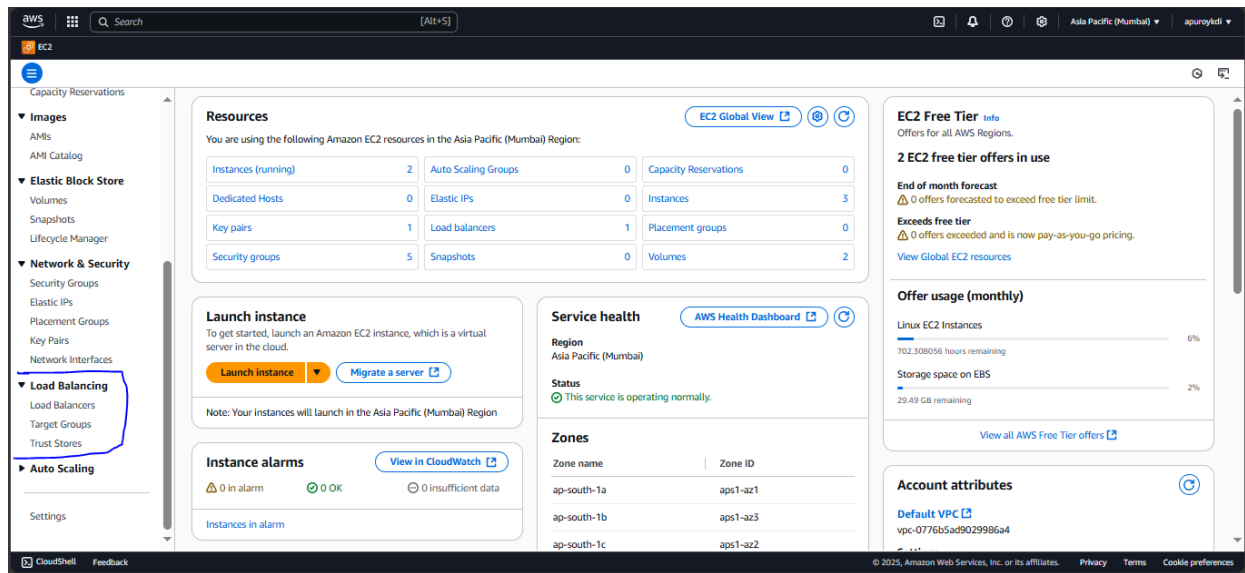 aws
Search [Alt+S]
Asia Pacific (Mumbai) ▼ apuroykdi ▼
EC2
Capacity Reservations
▼ Images
AMIs
AMI Catalog
▼ Elastic Block Store
Volumes
Snapshots
Lifecycle Manager
▼ Network & Security
Security Groups
Elastic IPs
Placement Groups
Key Pairs
Network Interfaces
▼ Load Balancing
Load Balancers
Target Groups
Trust Stores
► Auto Scaling
Settings
Resources
EC2 Global View
You are using the following Amazon EC2 resources in the Asia Pacific (Mumbai) Region:
Instances (running) 2 Auto Scaling Groups 0 Capacity Reservations 0
Dedicated Hosts 0 Elastic IPs 0 Instances 3
Key pairs 1 Load balancers 1 Placement groups 0
Security groups 5 Snapshots 0 Volumes 2
Launch instance
To get started, launch an Amazon EC2 instance, which is a virtual
server in the cloud.
Launch instance ▼ Migrate a server
Note: Your instances will launch in the Asia Pacific (Mumbai) Region
Instance alarms
View in CloudWatch
0 in alarm 0 OK 0 insufficient data
Instances in alarm
Service health
AWS Health Dashboard
Region
Asia Pacific (Mumbai)
Status
This service is operating normally.
Zones
Zone name Zone ID
ap-south-1a aps1-az1
ap-south-1b aps1-az3
ap-south-1c aps1-az2
EC2 Free Tier Info
Offers for all AWS Regions.
2 EC2 free tier offers in use
End of month forecast
0 offers forecasted to exceed free tier limit.
Exceeds free tier
0 offers exceeded and is now pay-as-you-go pricing.
View Global EC2 resources
Offer usage (monthly)
Linux EC2 Instances
6%
702.308056 hours remaining
Storage space on EBS
2%
29.49 GB remaining
View all AWS Free Tier offers
Account attributes
Default VPC
vpc-0776b5ad9029986a4
CloudShell Feedback
© 2025, Amazon Web Services, Inc. or its affiliates. Privacy Terms Cookie preferences